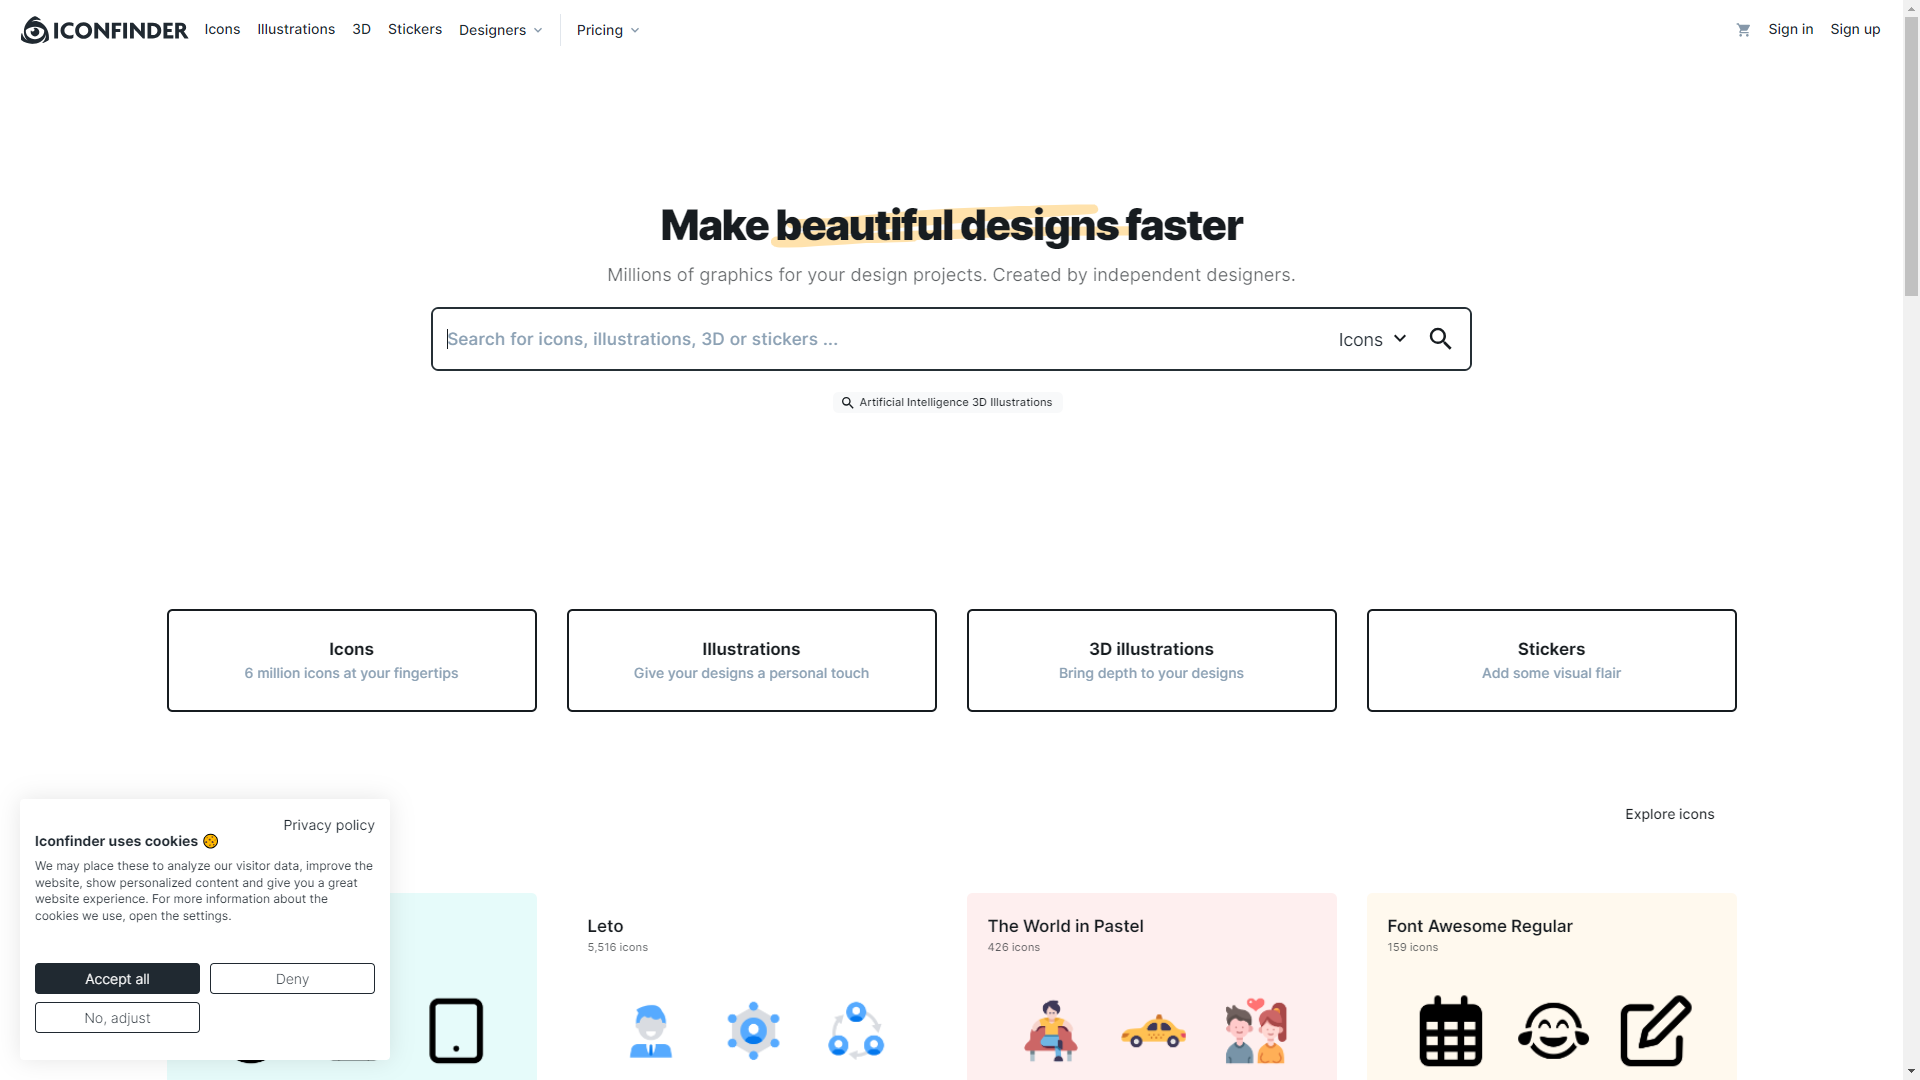 ICONFINDER Icons Illustrations 3D Stickers Designers Pricing Sign in Sign up
Make beautiful designs faster
Millions of graphics for your design projects. Created by independent designers.
Search for icons, illustrations, 3D or stickers ... Icons
Artificial Intelligence 3D Illustrations
Icons
6 million icons at your fingertips
Illustrations
Give your designs a personal touch
3D illustrations
Bring depth to your designs
Stickers
Add some visual flair
Explore icons
Privacy policy
Iconfinder uses cookies
We may place these to analyze our visitor data, improve the
website, show personalized content and give you a great
website experience. For more information about the
cookies we use, open the settings.
Accept all
Deny
No, adjust
Leto
5,516 icons
The World in Pastel
426 icons
Font Awesome Regular
159 icons